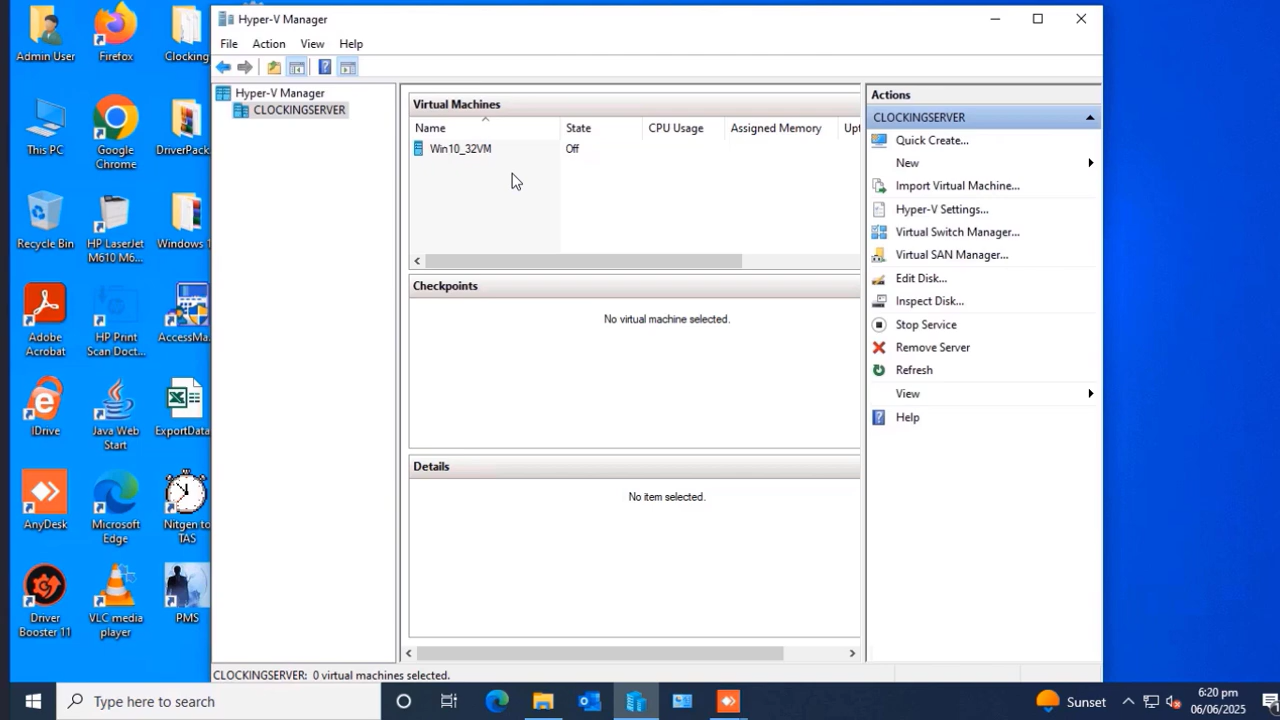 Hyper-V Manager
File Action View Help
Hyper-V Manager
CLOCKINGSERVER
Virtual Machines
Name State CPU Usage Assigned Memory Upt
Win10_32VM Off
Checkpoints
No virtual machine selected.
Details
No item selected.
Actions
CLOCKINGSERVER
Quick Create...
New
Import Virtual Machine...
Hyper-V Settings...
Virtual Switch Manager...
Virtual SAN Manager...
Edit Disk...
Inspect Disk...
Stop Service
Remove Server
Refresh
View
Help
CLOCKINGSERVER: 0 virtual machines selected.
Admin User
Firefox
Clocking
This PC
Google
Chrome
DriverPack
Recycle Bin
HP LaserJet
M610 M6...
Windows 1
Adobe
Acrobat
HP Print
Scan Doct...
AccessMa
IDrive
Java Web
Start
ExportData
AnyDesk
Microsoft
Edge
Nitgen to
TAS
Driver
Booster 11
VLC media
player
PMS
Type here to search
Sunset
6:20 pm
06/06/2025